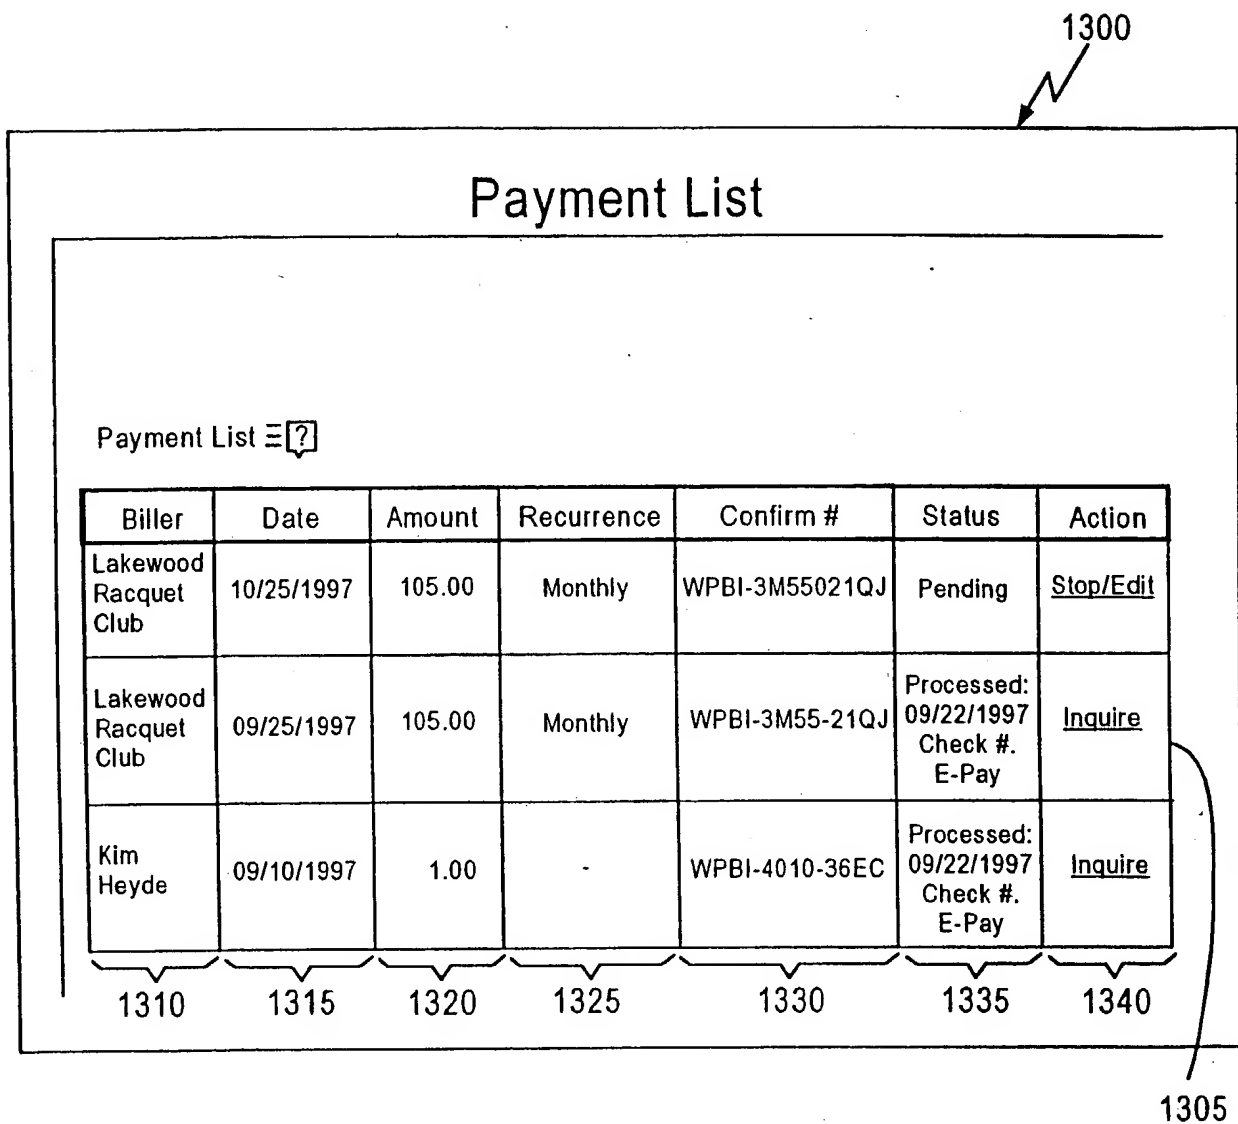 1300
Payment List
Payment List [?]
Biller Date Amount Recurrence Confirm # Status Action
Lakewood
Racquet
Club
10/25/1997 105.00 Monthly WPBI-3M55021QJ Pending Stop/Edit
Lakewood
Racquet
Club
09/25/1997 105.00 Monthly WPBI-3M55-21QJ
Processed:
09/22/1997
Check #.
E-Pay
Inquire
Kim
Heyde
09/10/1997 1.00 - WPBI-4010-36EC
Processed:
09/22/1997
Check #.
E-Pay
Inquire
1310 1315 1320 1325 1330 1335 1340
1305